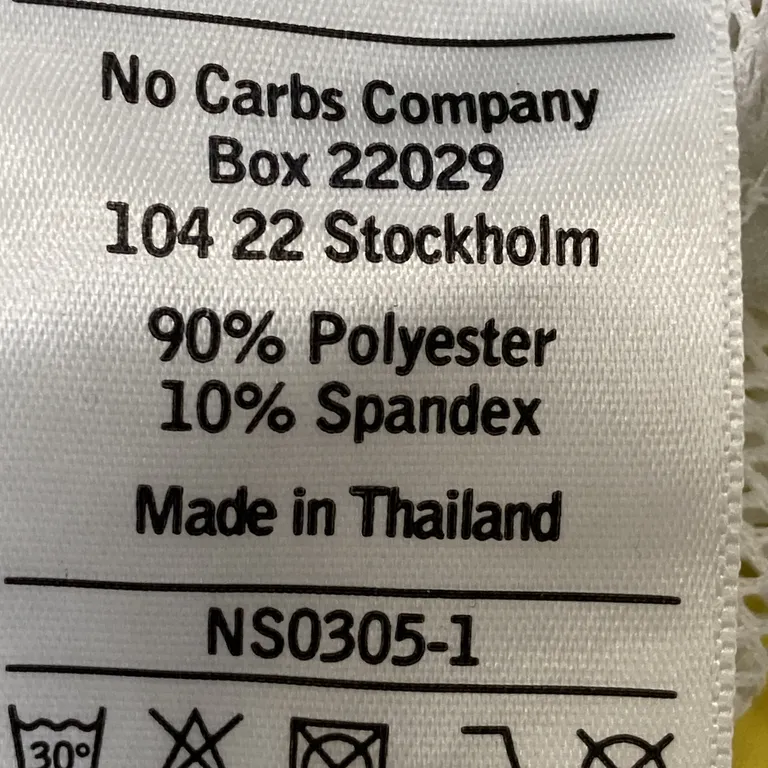 No Carbs Company
Box 22029
104 22 Stockholm
90% Polyester
10% Spandex
Made in Thailand
NS0305-1
30°